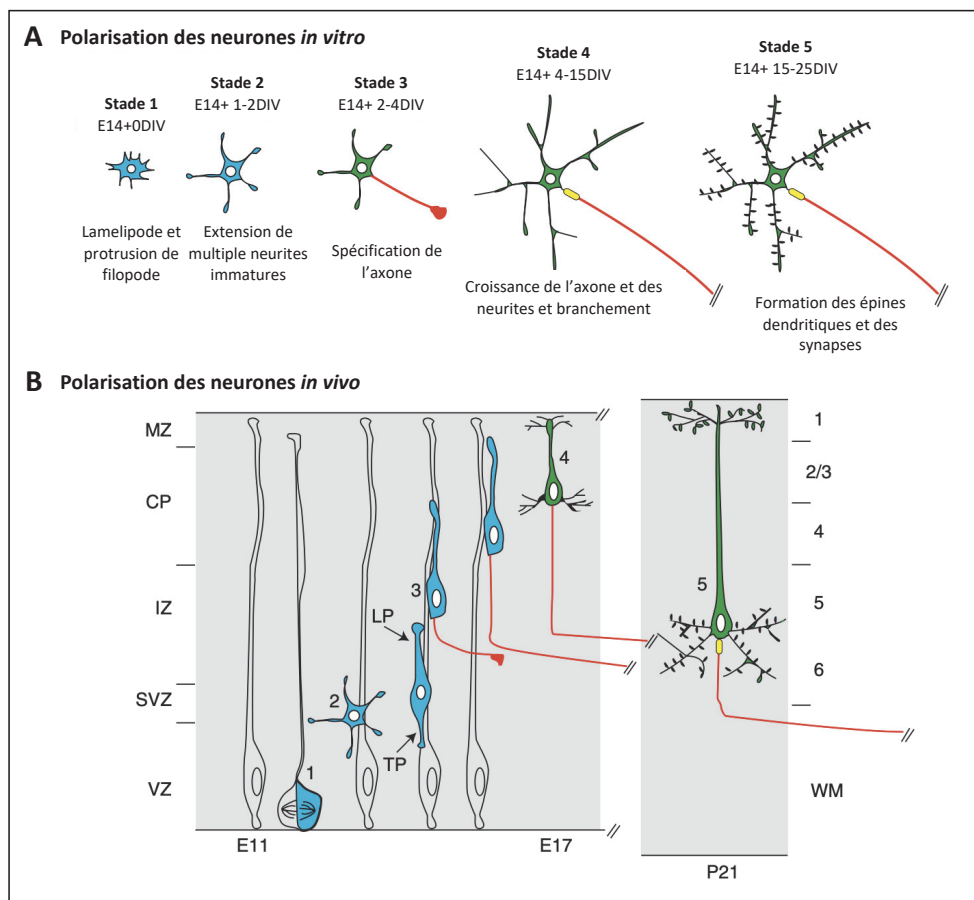 A Polarisation des neurones in vitro
Stade 1
E14+0DIV
Lamelipode et
protrusion de
filopode
Stade 2
E14+ 1-2DIV
Extension de
multiple neurites
immatures
Stade 3
E14+ 2-4DIV
Spécification de
l'axone
Stade 4
E14+ 4-15DIV
Croissance de l'axone et des
neurites et branchement
Stade 5
E14+ 15-25DIV
Formation des épines
dendritiques et des
synapses
B Polarisation des neurones in vivo
MZ
CP
IZ
SVZ
VZ
1
2
3
4
LP
TP
E11
E17
5
1
2/3
4
5
6
WM
P21